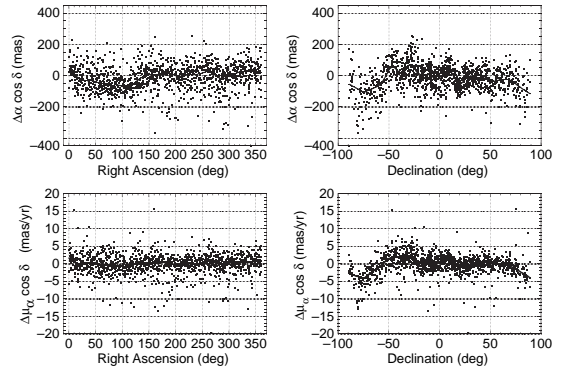 400
200
0
−200
−400
0 50 100 150 200 250 300 350
Right Ascension (deg)
Δα cos δ (mas)
400
200
0
−200
−400
−100 −50 0 50 100
Declination (deg)
Δα cos δ (mas)
20
15
10
5
0
−5
−10
−15
20
0 50 100 150 200 250 300 350
Right Ascension (deg)
Δμα cos δ (mas/yr)
20
15
10
5
0
−5
−10
−15
20
−100 −50 0 50 100
Declination (deg)
Δμα cos δ (mas/yr)